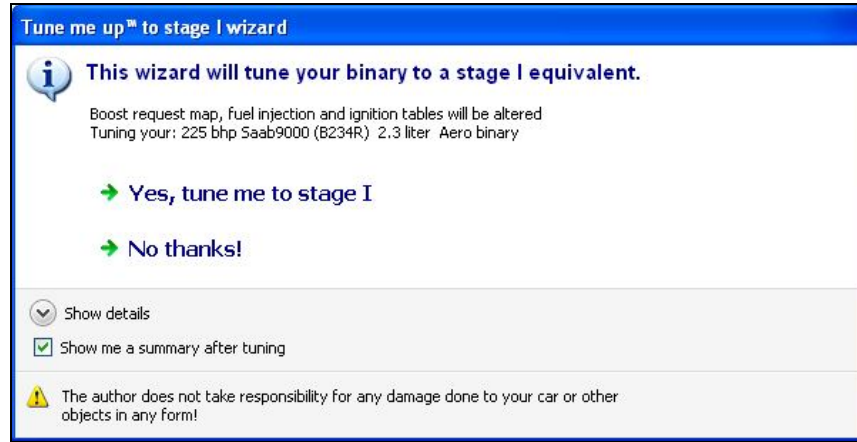 Tune me up™ to stage I wizard
This wizard will tune your binary to a stage I equivalent.
Boost request map, fuel injection and ignition tables will be altered
Tuning your: 225 bhp Saab9000 (B234R) 2.3 liter Aero binary
Yes, tune me to stage I
No thanks!
Show details
Show me a summary after tuning
The author does not take responsibility for any damage done to your car or other
objects in any form!